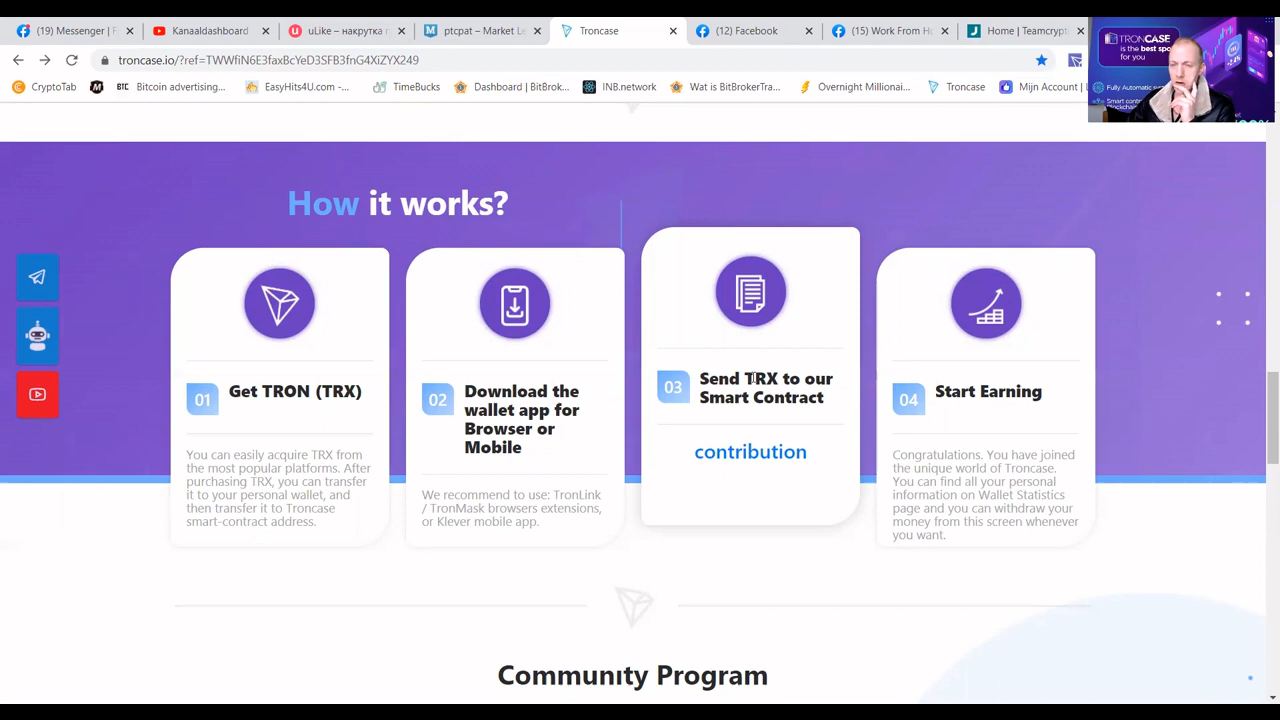 (19) Messenger | F
Kanaaldashboard
uLike – накрутка
ptcpat – Market L
Troncase
(12) Facebook
(15) Work From Ho
Home | Teamcrypt
CryptoTab
BTC Bitcoin advertising...
EasyHits4U.com -...
TimeBucks
Dashboard | BitBrok...
INB.network
Wat is BitBrokerTra...
Overnight Millionai...
Troncase
Mijn Account |
TRONCASE
is the best spo
for you
Fully Automatic
Smart contr
How it works?
01
Get TRON (TRX)
You can easily acquire TRX from
the most popular platforms. After
purchasing TRX, you can transfer
it to your personal wallet, and
then transfer it to Troncase
smart-contract address.
02
Download the
wallet app for
Browser or
Mobile
We recommend to use: TronLink
/ TronMask browsers extensions,
or Klever mobile app.
03
Send TRX to our
Smart Contract
contribution
04
Start Earning
Congratulations. You have joined
the unique world of Troncase.
You can find all your personal
information on Wallet Statistics
page and you can withdraw your
money from this screen whenever
you want.
Community Program